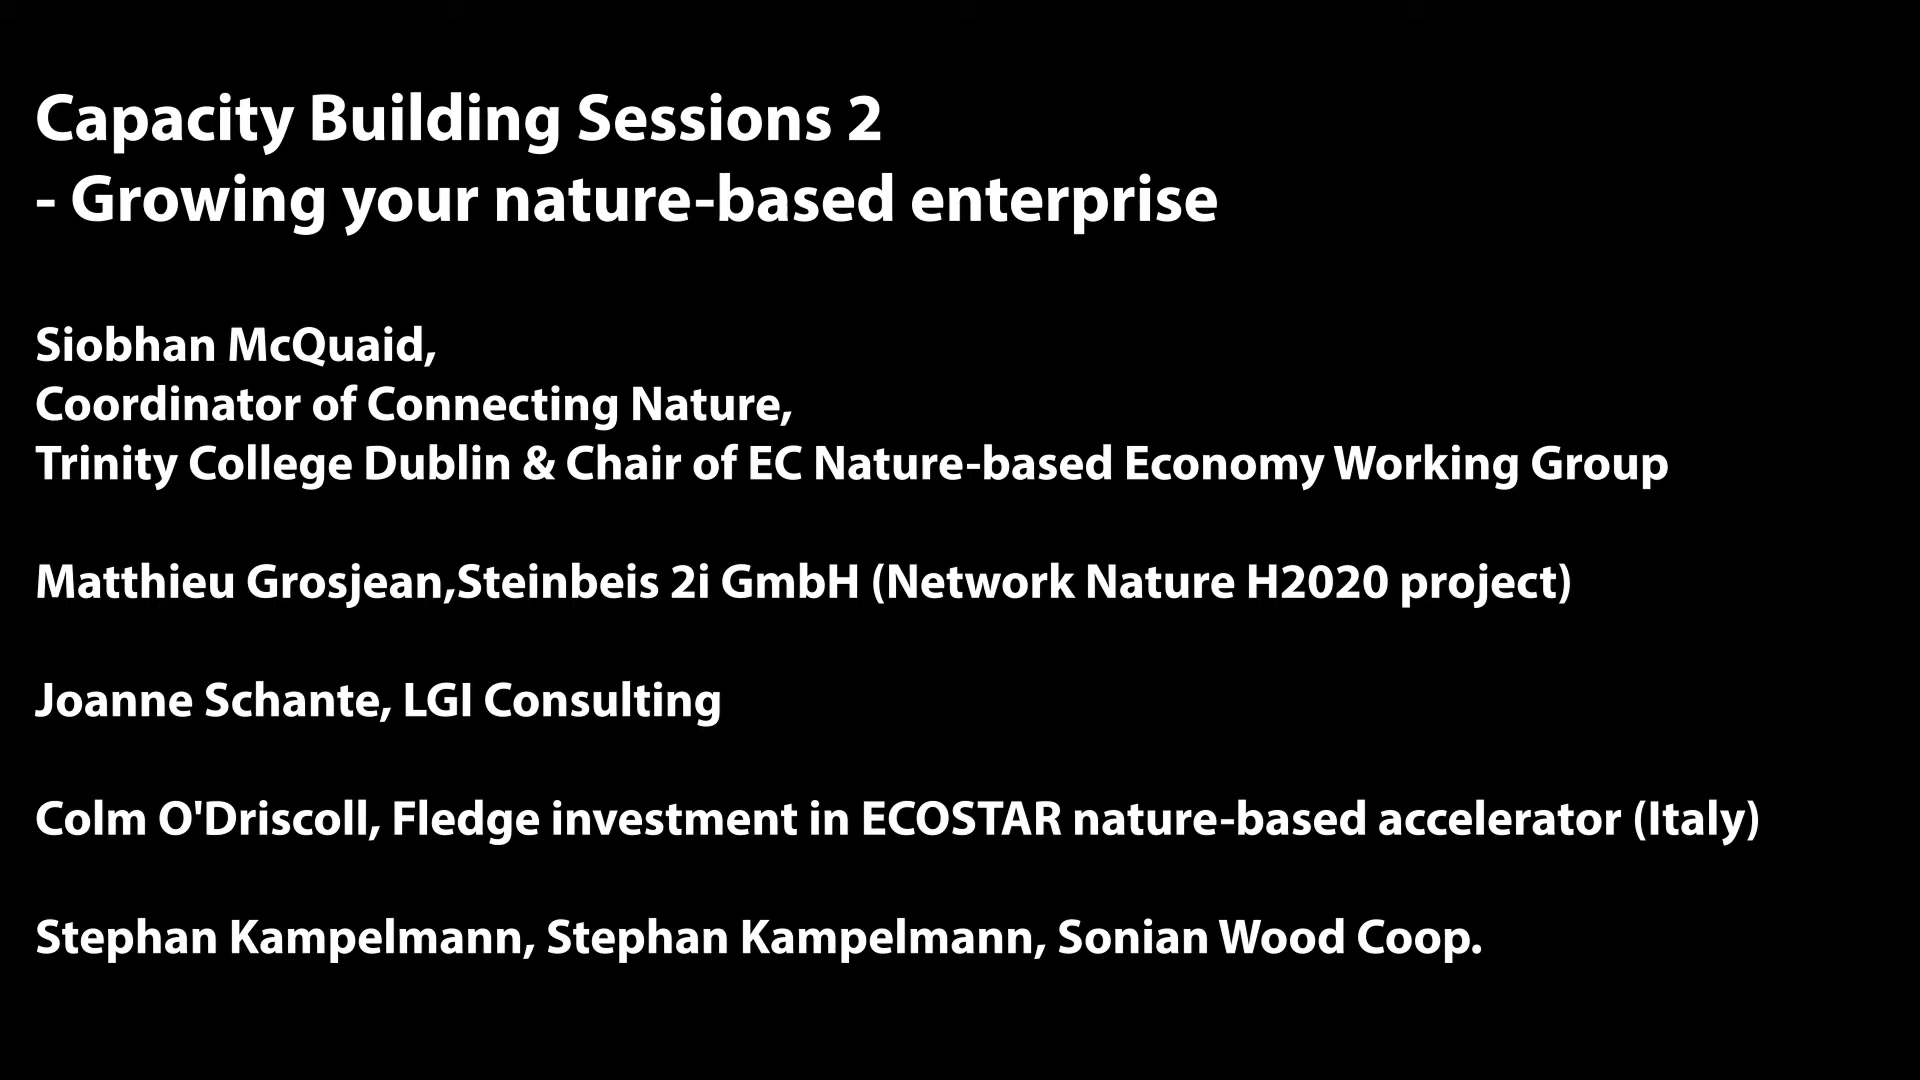 Capacity Building Sessions 2
- Growing your nature-based enterprise
Siobhan McQuaid,
Coordinator of Connecting Nature,
Trinity College Dublin & Chair of EC Nature-based Economy Working Group
Matthieu Grosjean,Steinbeis 2i GmbH (Network Nature H2020 project)
Joanne Schante, LGI Consulting
Colm O'Driscoll, Fledge investment in ECOSTAR nature-based accelerator (Italy)
Stephan Kampelmann, Stephan Kampelmann, Sonian Wood Coop.